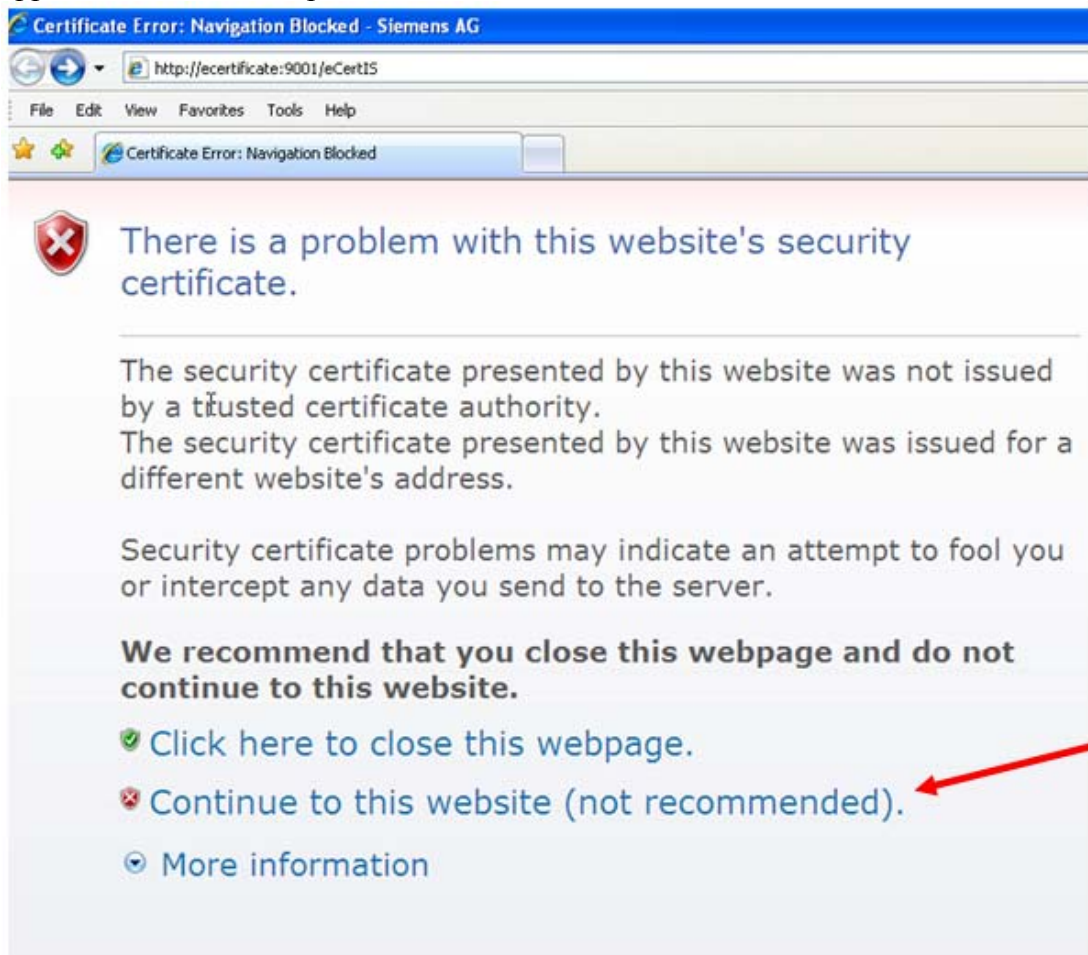 Certificate Error: Navigation Blocked - Siemens AG
http://ecertificate:9001/eCertIS
File Edit View Favorites Tools Help
Certificate Error: Navigation Blocked
There is a problem with this website's security
certificate.
The security certificate presented by this website was not issued
by a trusted certificate authority.
The security certificate presented by this website was issued for a
different website's address.
Security certificate problems may indicate an attempt to fool you
or intercept any data you send to the server.
We recommend that you close this webpage and do not
continue to this website.
Click here to close this webpage.
Continue to this website (not recommended).
More information